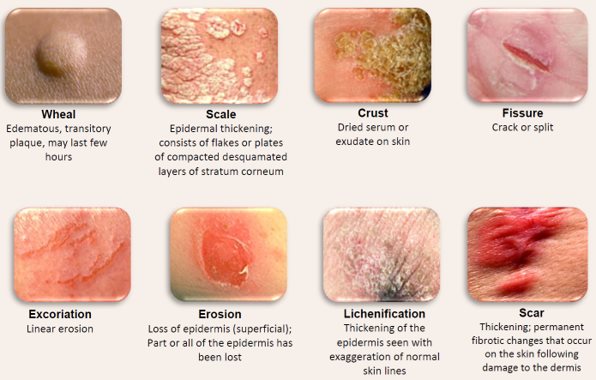 Wheal
Edematous, transitory
plaque, may last few
hours
Scale
Epidermal thickening;
consists of flakes or plates
of compacted desquamated
layers of stratum corneum
Crust
Dried serum or
exudate on skin
Fissure
Crack or split
Excoriation
Linear erosion
Erosion
Loss of epidermis (superficial);
Part or all of the epidermis has
been lost
Lichenification
Thickening of the
epidermis seen with
exaggeration of normal
skin lines
Scar
Thickening; permanent
fibrotic changes that occur
on the skin following
damage to the dermis